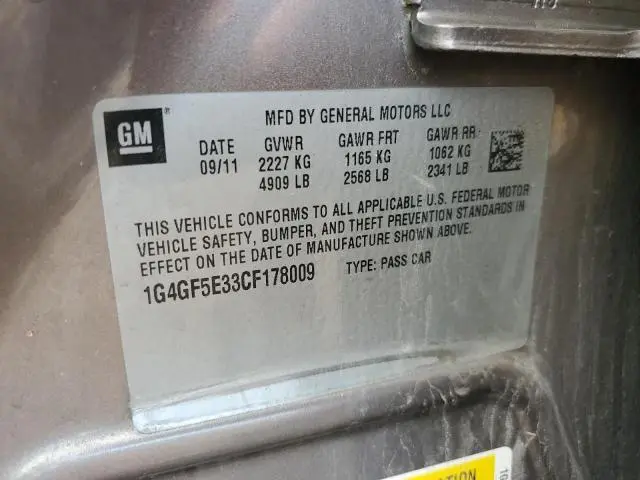 GM
MFD BY GENERAL MOTORS LLC
DATE GVWR GAWR FRT GAWR RR
09/11 2227 KG 1165 KG 1062 KG
4909 LB 2568 LB 2341 LB
THIS VEHICLE CONFORMS TO ALL APPLICABLE U.S. FEDERAL MOTOR
VEHICLE SAFETY, BUMPER, AND THEFT PREVENTION STANDARDS IN
EFFECT ON THE DATE OF MANUFACTURE SHOWN ABOVE.
1G4GF5E33CF178009 TYPE: PASS CAR